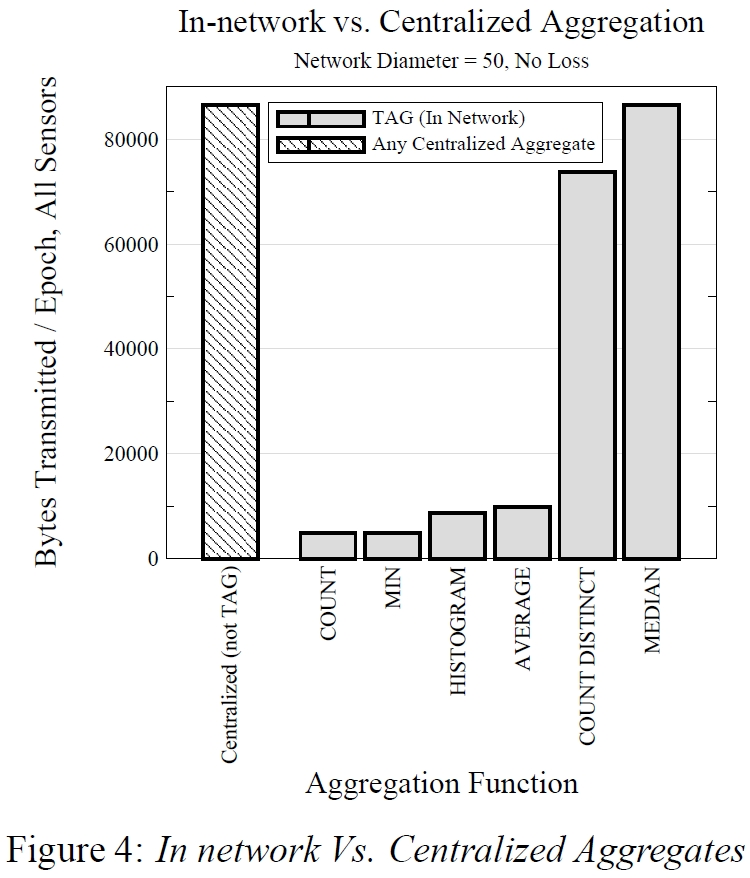 In-network vs. Centralized Aggregation
Network Diameter = 50, No Loss
Bytes Transmitted / Epoch, All Sensors
80000
60000
40000
20000
0
TAG (In Network)
Any Centralized Aggregate
Centralized (not TAG)
COUNT
MIN
HISTOGRAM
AVERAGE
COUNT DISTINCT
MEDIAN
Aggregation Function
Figure 4: In network Vs. Centralized Aggregates